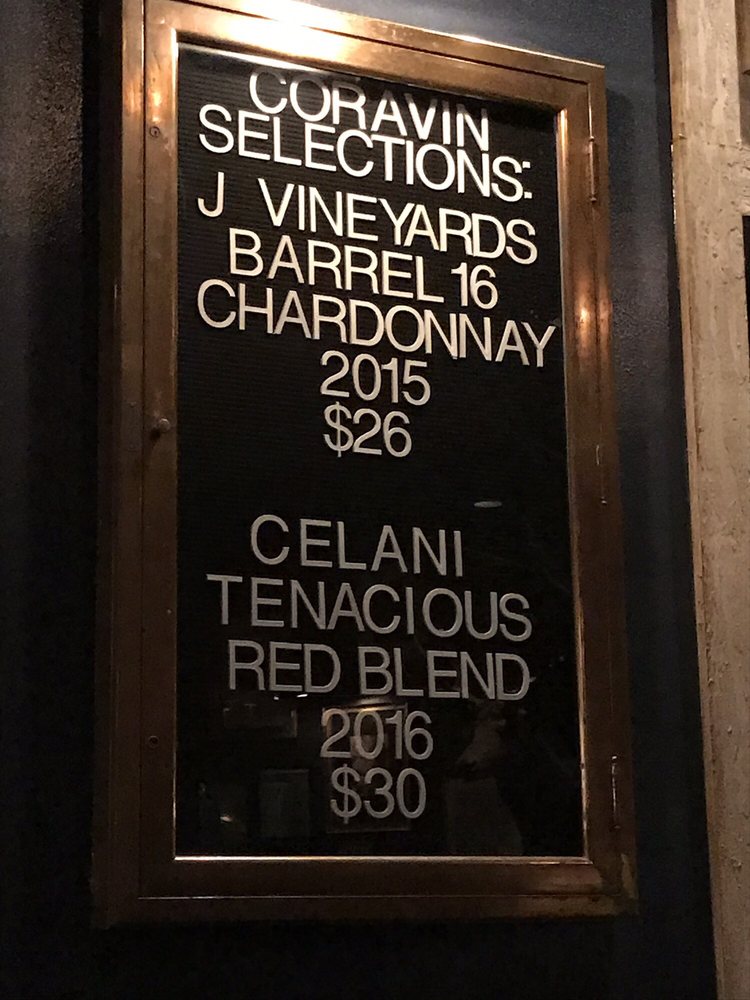 CORAVIN
SELECTIONS:
J VINEYARDS
BARREL 16
CHARDONNAY
2015
$26
CELANI
TENACIOUS
RED BLEND
2016
$30